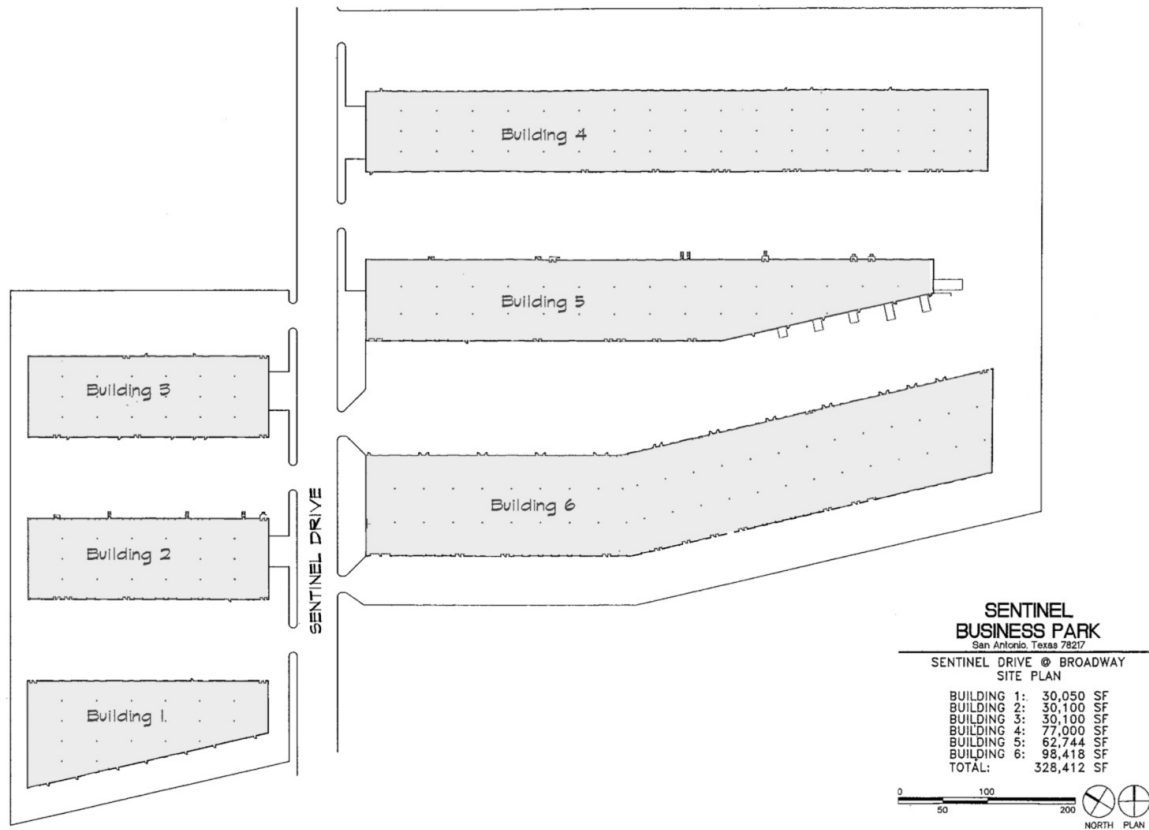 Building 4
Building 5
Building 3
Building 6
Building 2
SENTINEL DRIVE
Building 1
SENTINEL
BUSINESS PARK
San Antonio, Texas 78217
SENTINEL DRIVE @ BROADWAY
SITE PLAN
BUILDING 1: 30,050 SF
BUILDING 2: 30,100 SF
BUILDING 3: 30,100 SF
BUILDING 4: 77,000 SF
BUILDING 5: 62,744 SF
BUILDING 6: 98,418 SF
TOTAL: 328,412 SF
0 100
50 200
NORTH PLAN